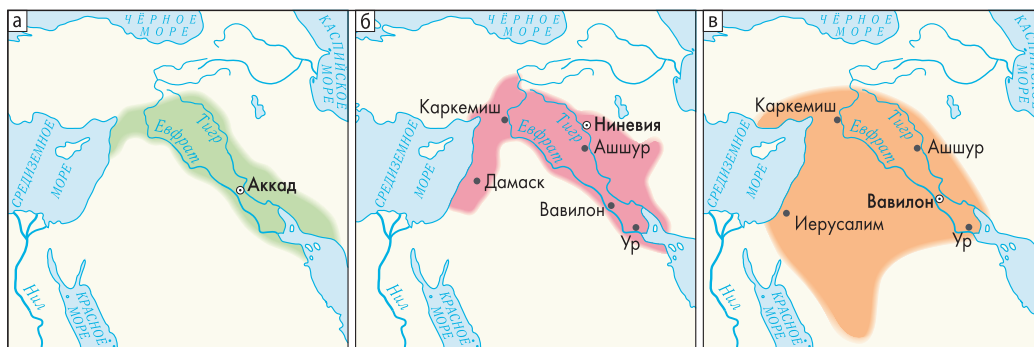 а
ЧЁРНОЕ
МОРЕ
КАСПИЙСКОЕ
МОРЕ
СРЕДИЗЕМНОЕ
МОРЕ
Евфрат
Тигр
Аккад
Нил
КРАСНОЕ
МОРЕ
б
ЧЁРНОЕ
МОРЕ
КАСПИЙСКОЕ
МОРЕ
СРЕДИЗЕМНОЕ
МОРЕ
Каркемиш
Евфрат
Тигр
Ниневия
Ашшур
Дамаск
Вавилон
Ур
Нил
КРАСНОЕ
МОРЕ
в
ЧЁРНОЕ
МОРЕ
КАСПИЙСКОЕ
МОРЕ
СРЕДИЗЕМНОЕ
МОРЕ
Каркемиш
Евфрат
Тигр
Ашшур
Вавилон
Иерусалим
Ур
Нил
КРАСНОЕ
МОРЕ